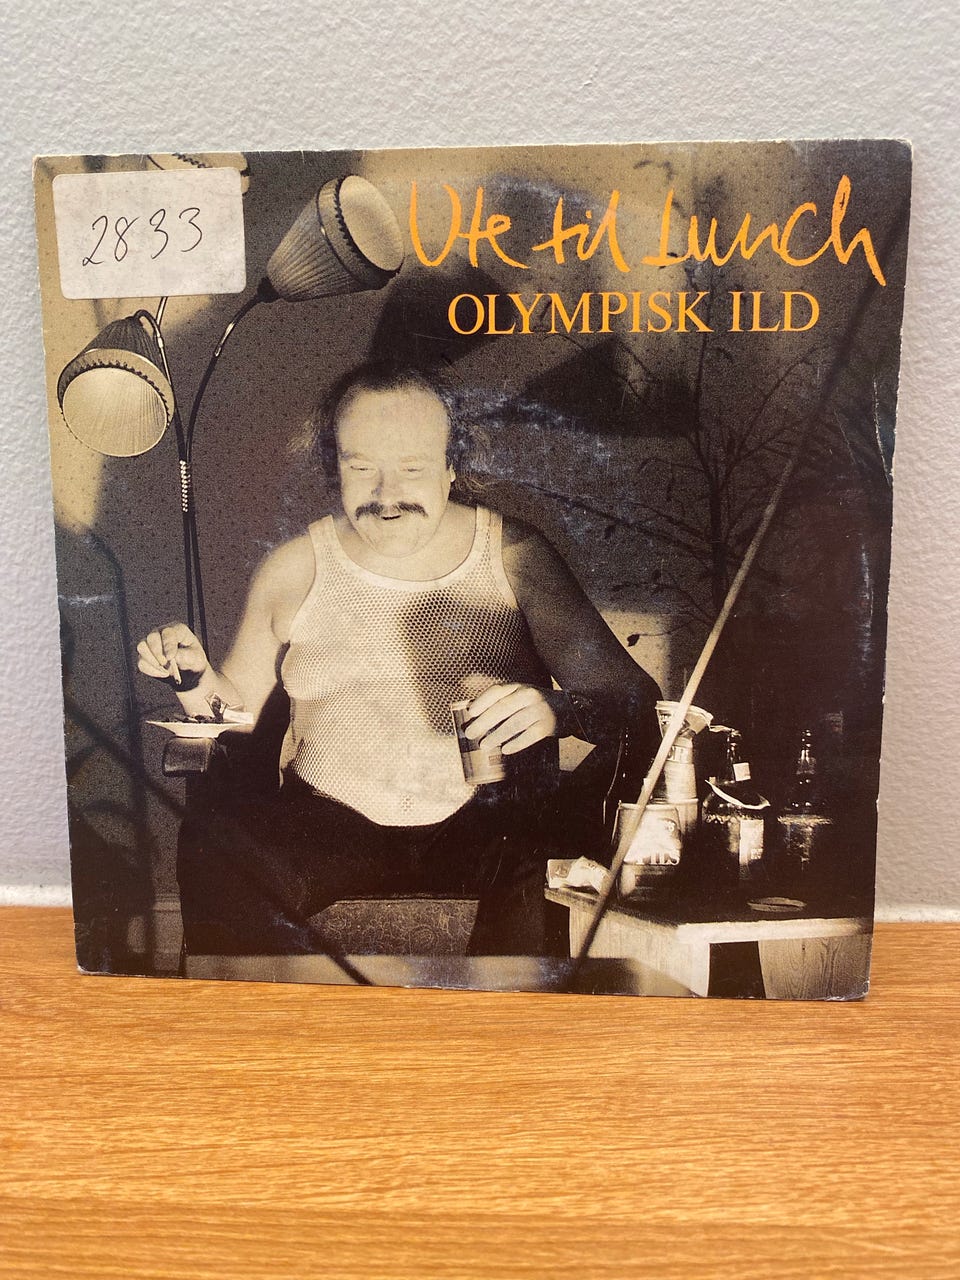 2833
Ute til Lunch
OLYMPISK ILD